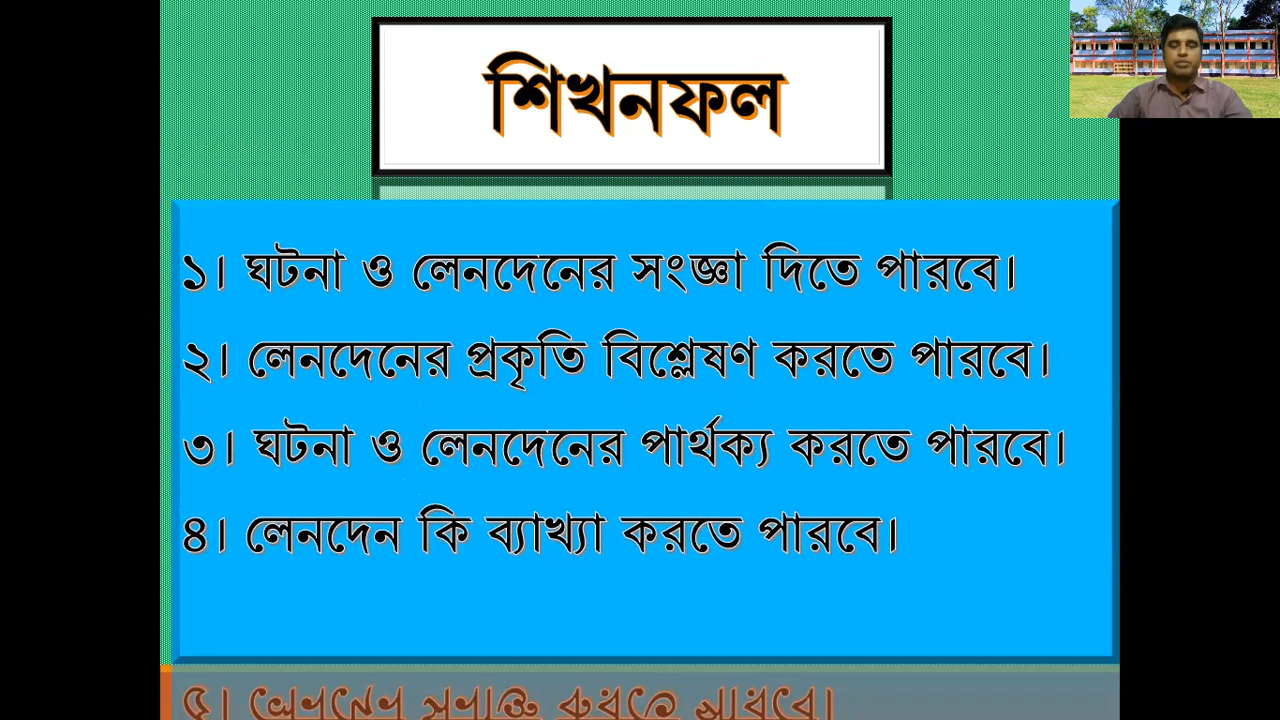 শিখনফল
১। ঘটনা ও লেনদেনের সংজ্ঞা দিতে পারবে।
২। লেনদেনের প্রকৃতি বিশ্লেষণ করতে পারবে।
৩। ঘটনা ও লেনদেনের পার্থক্য করতে পারবে।
৪। লেনদেন কি ব্যাখ্যা করতে পারবে।